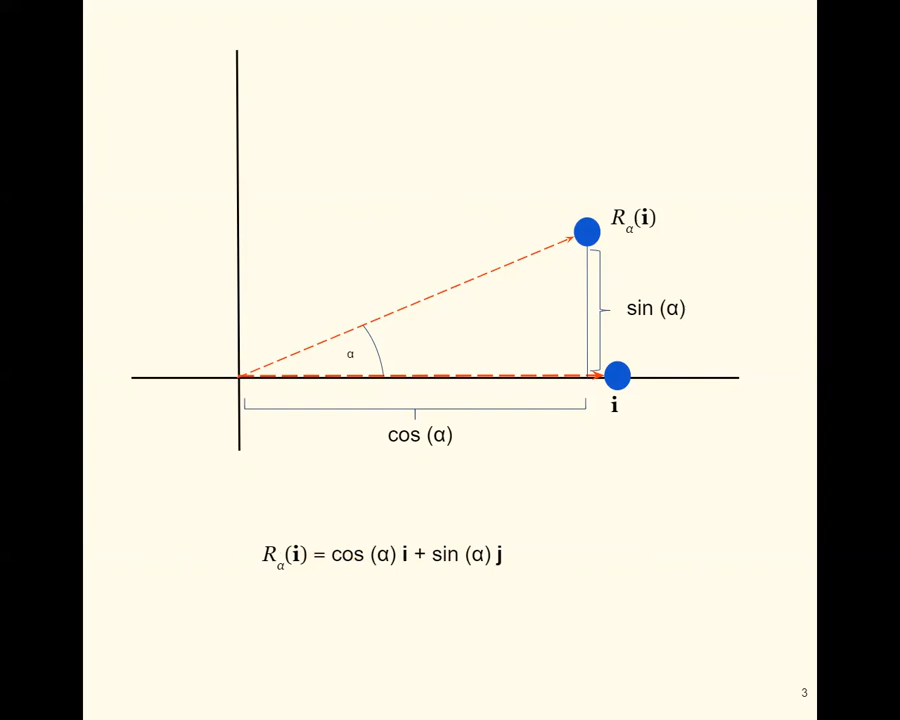 Rα(i)
sin (α)
α
i
cos (α)
Rα(i) = cos (α) i + sin (α) j
3